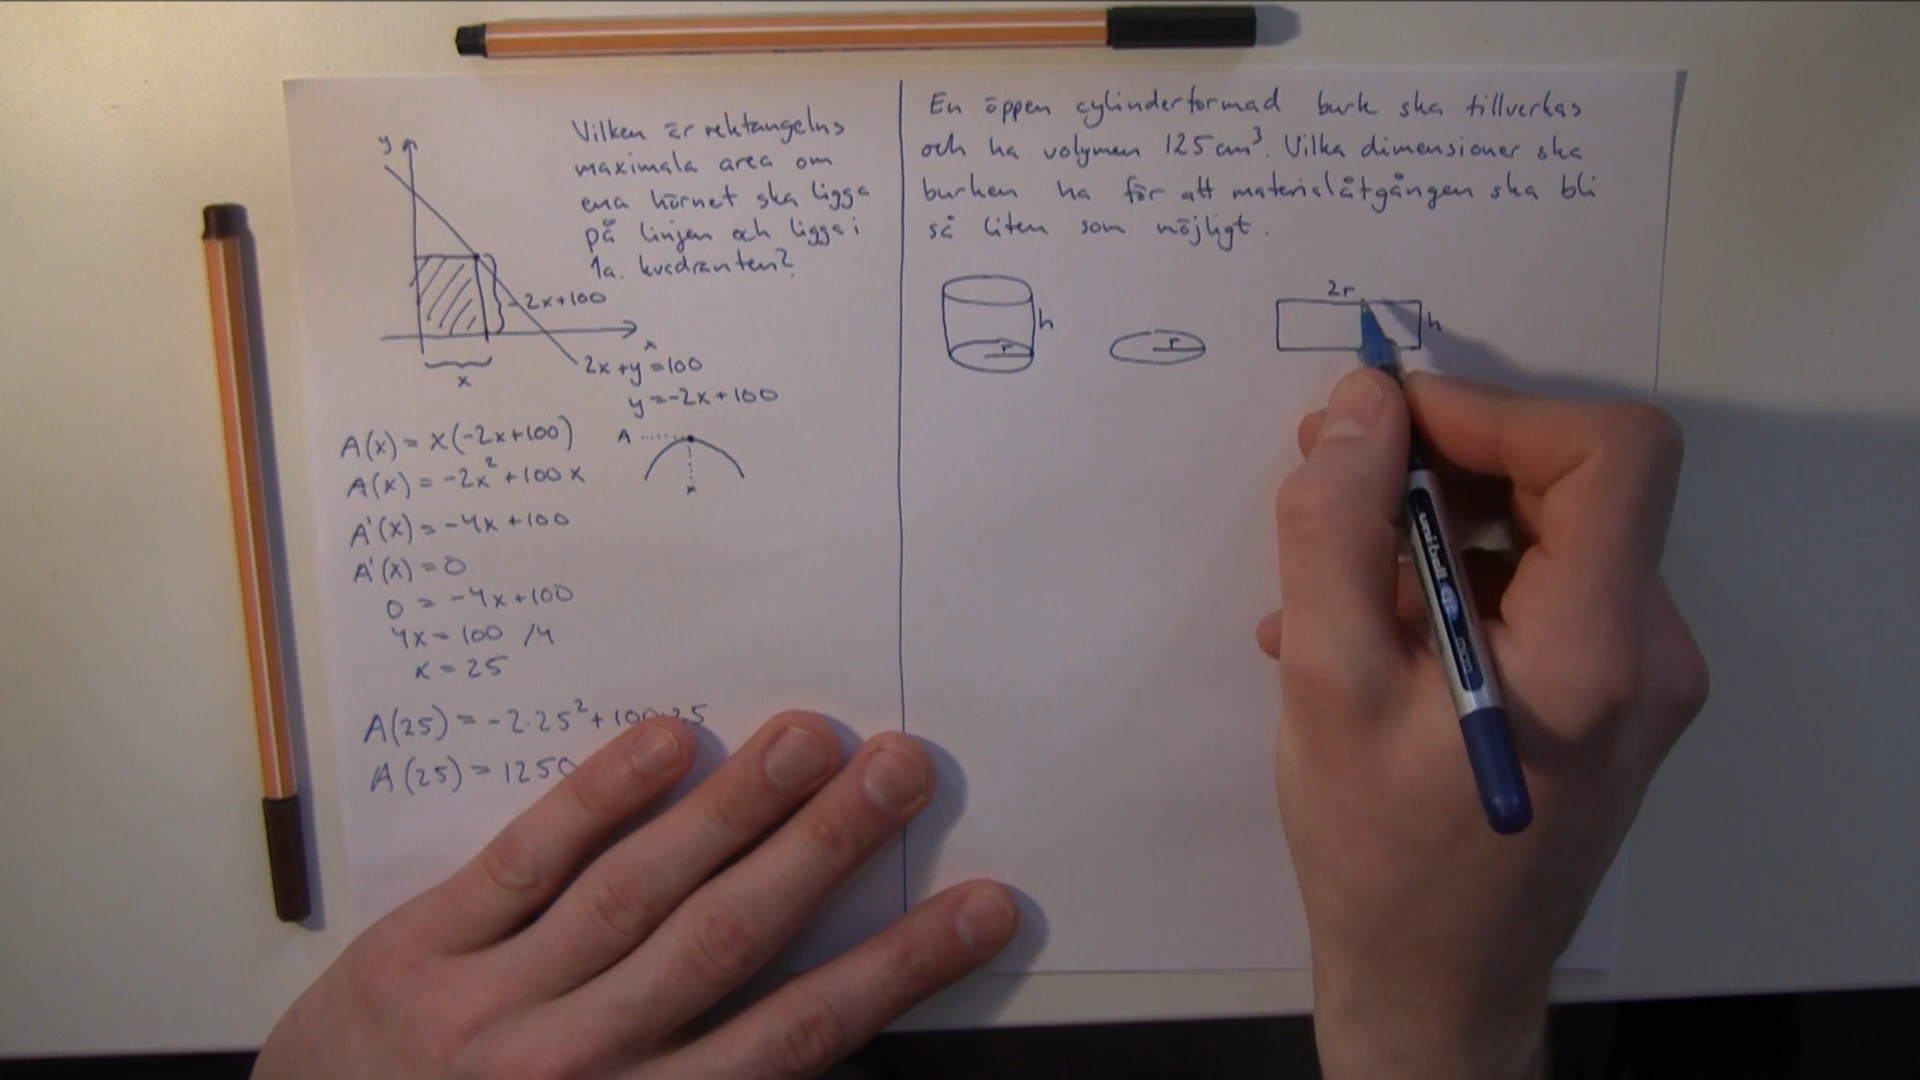 Vilken är rektangelns
maximala area om
ena hörnet ska ligga
på linjen och ligga i
1a. kvadranten?
y
-2x+100
x
x
2x+y=100
y=-2x+100
A(x) = x(-2x+100)
A(x) = -2x²+100x
A'(x) = -4x+100
A'(x) = 0
0 = -4x+100
4x = 100 /4
x = 25
A
x
A(25) = -2·25²+100·25
A(25) = 1250
En öppen cylinderformad burk ska tillverkas
och ha volymen 125 cm³. Vilka dimensioner ska
burken ha för att materialåtgången ska bli
så liten som möjligt.
h
r
r
2r
h
uni-ball eye